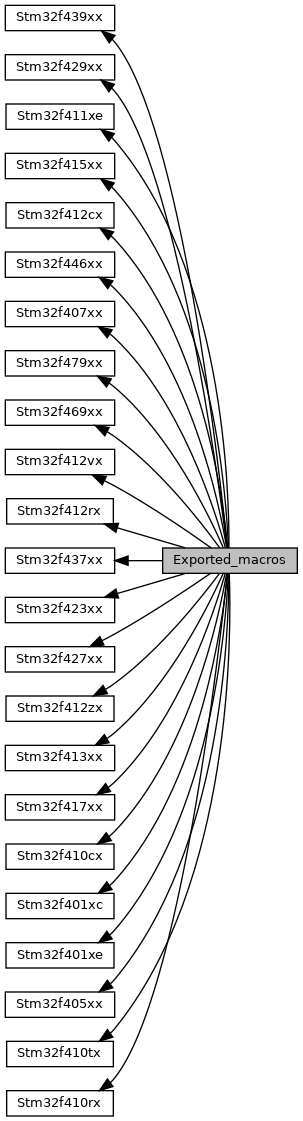 Stm32f439xx
Stm32f429xx
Stm32f411xe
Stm32f415xx
Stm32f412cx
Stm32f446xx
Stm32f407xx
Stm32f479xx
Stm32f469xx
Stm32f412vx
Stm32f412rx
Stm32f437xx
Exported_macros
Stm32f423xx
Stm32f427xx
Stm32f412zx
Stm32f413xx
Stm32f417xx
Stm32f410cx
Stm32f401xc
Stm32f401xe
Stm32f405xx
Stm32f410tx
Stm32f410rx